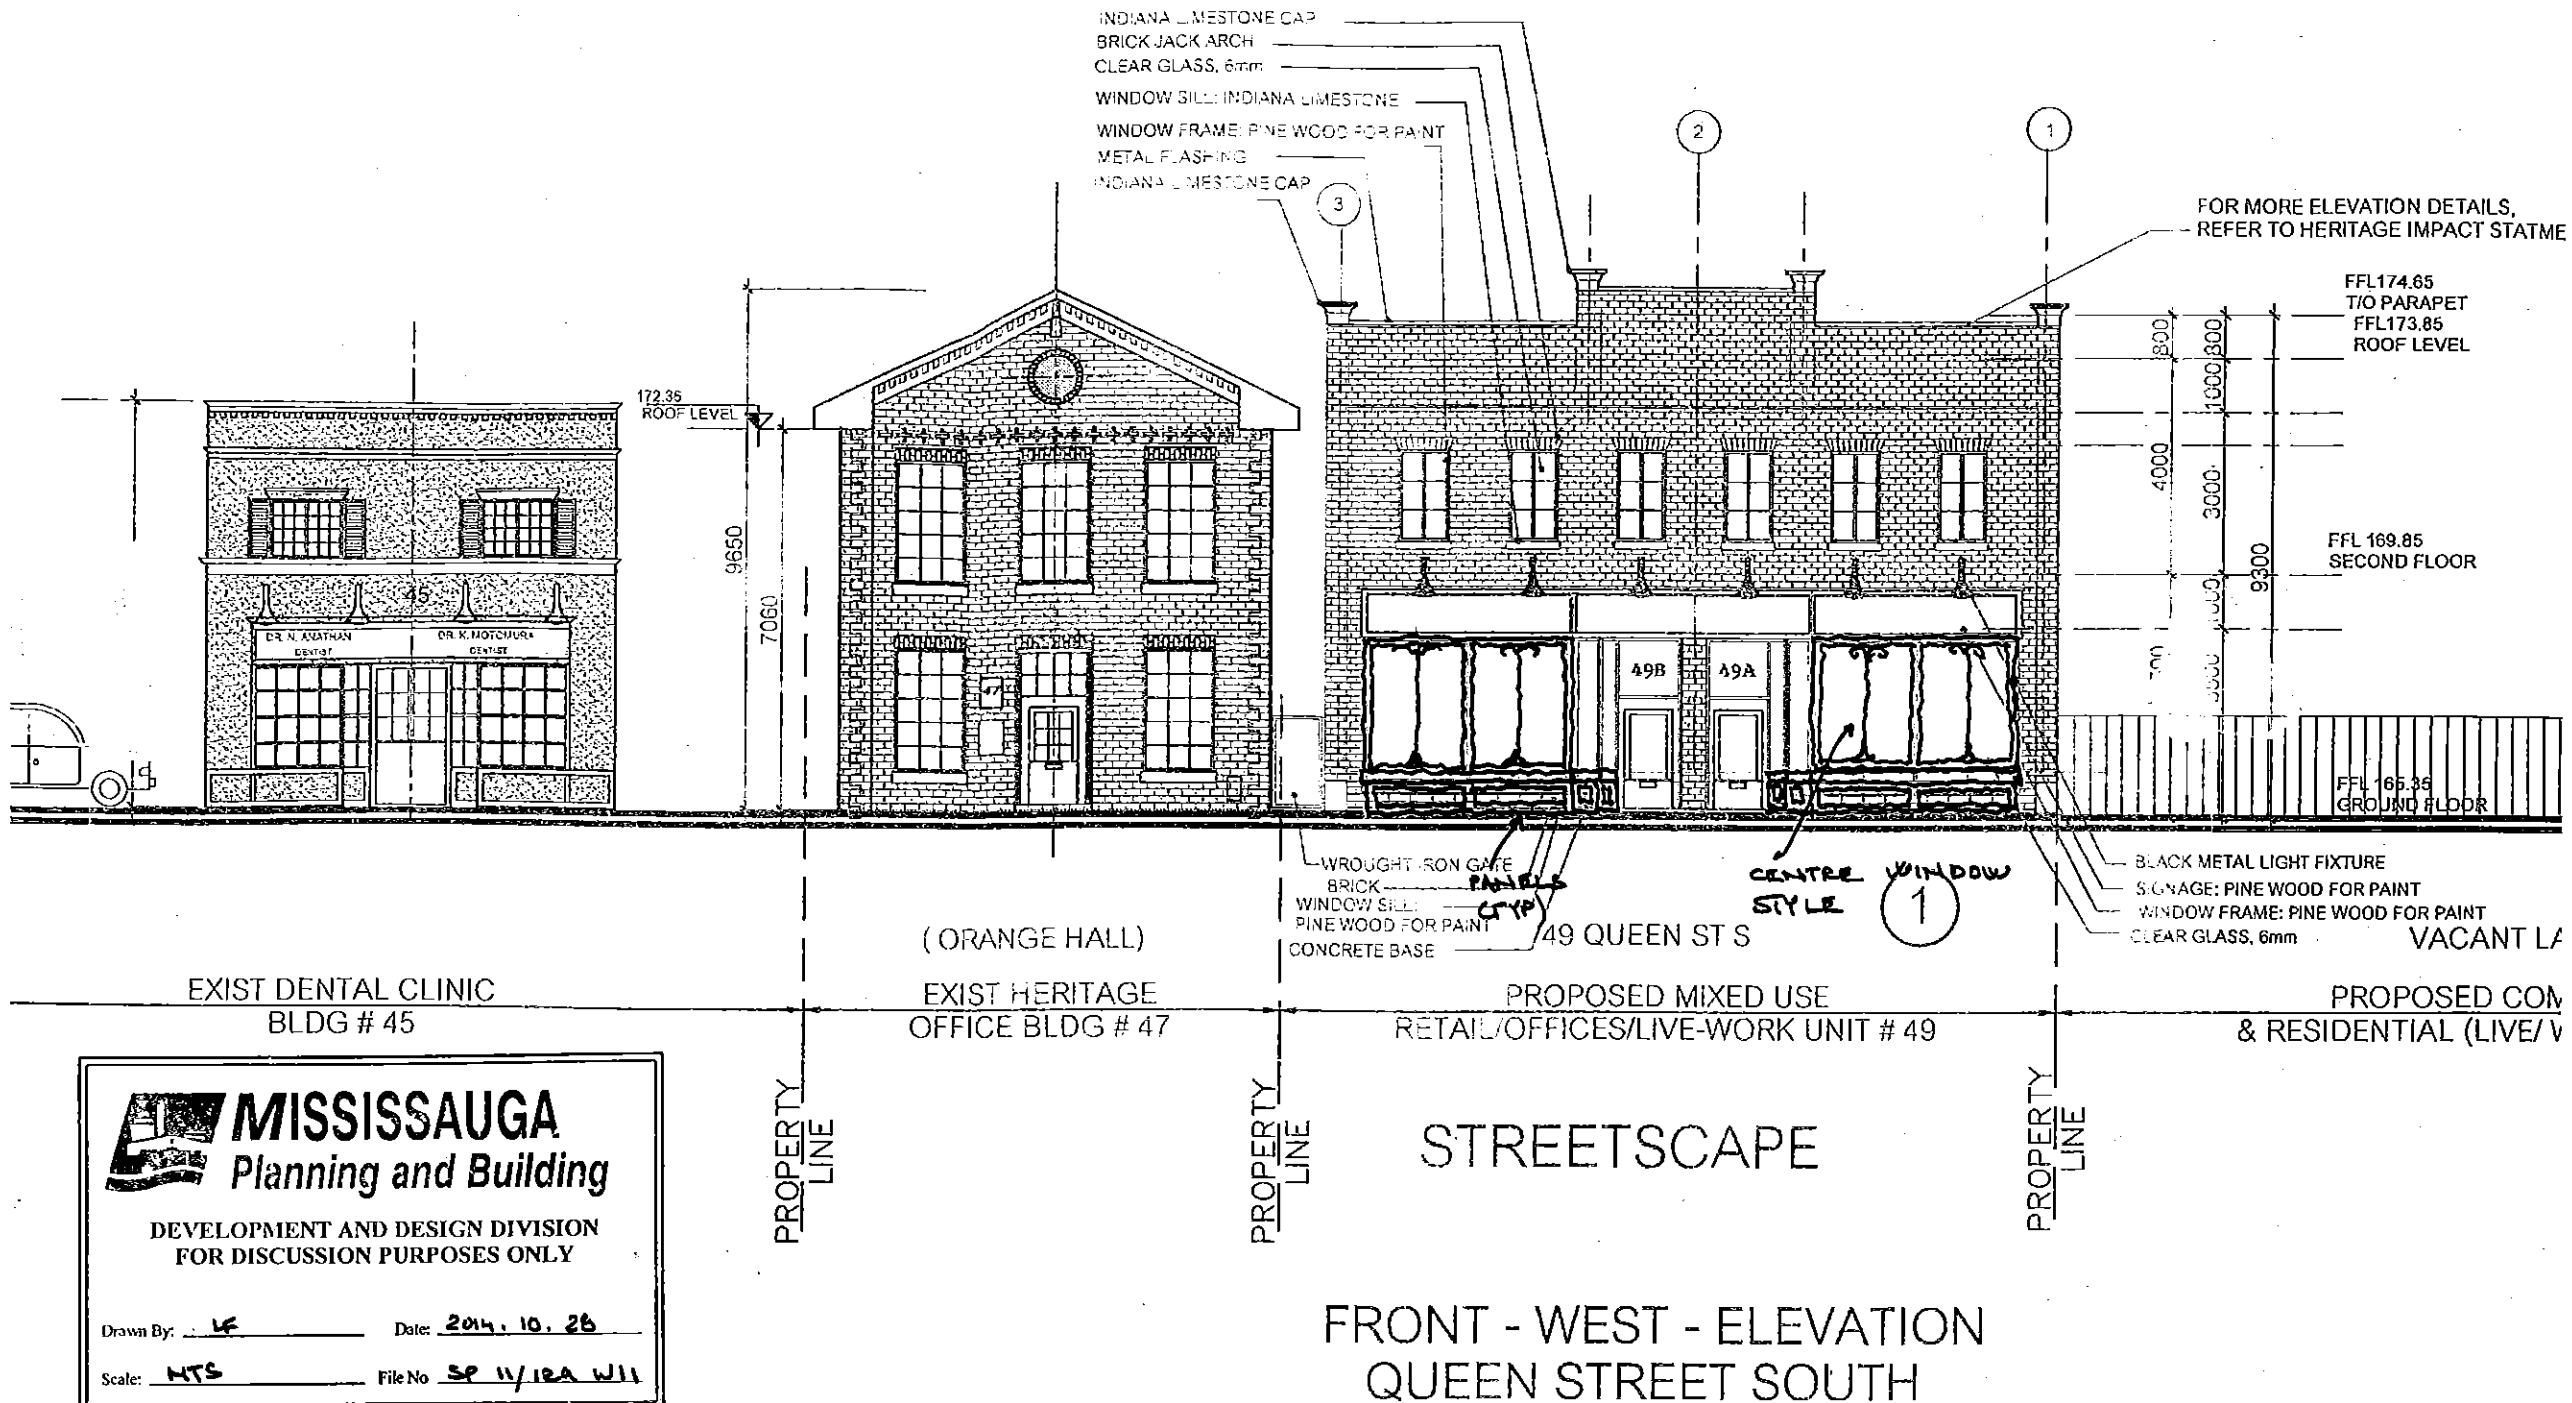 INDIANA LIMESTONE CAP
BRICK JACK ARCH
CLEAR GLASS, 6mm
WINDOW SILL: INDIANA LIMESTONE
WINDOW FRAME: PINE WOOD FOR PAINT
METAL FLASHING
INDIANA LIMESTONE CAP
3
2
1
FOR MORE ELEVATION DETAILS,
REFER TO HERITAGE IMPACT STATME
FFL174.65
T/O PARAPET
FFL173.85
ROOF LEVEL
800
800
1000
4000
3000
9300
FFL 169.85
SECOND FLOOR
FFL 165.35
GROUND FLOOR
172.35
ROOF LEVEL
9650
7060
45
DR. N. ANATHAN
DENTIST
DR. K. MOTOMURA
DENTIST
47
49B
49A
WROUGHT IRON GATE
BRICK
WINDOW SILL:
PINE WOOD FOR PAINT
CONCRETE BASE
PANELS
(TYP)
CENTRE WINDOW
STYLE
1
BLACK METAL LIGHT FIXTURE
SIGNAGE: PINE WOOD FOR PAINT
WINDOW FRAME: PINE WOOD FOR PAINT
CLEAR GLASS, 6mm
VACANT LA
(ORANGE HALL)
49 QUEEN ST S
EXIST DENTAL CLINIC
BLDG # 45
EXIST HERITAGE
OFFICE BLDG # 47
PROPOSED MIXED USE
RETAIL/OFFICES/LIVE-WORK UNIT # 49
PROPOSED COM
& RESIDENTIAL (LIVE/ W
PROPERTY
LINE
PROPERTY
LINE
PROPERTY
LINE
STREETSCAPE
FRONT - WEST - ELEVATION
QUEEN STREET SOUTH
MISSISSAUGA
Planning and Building
DEVELOPMENT AND DESIGN DIVISION
FOR DISCUSSION PURPOSES ONLY
Drawn By: LF
Date: 2014.10.28
Scale: NTS
File No SP 11/129 W11